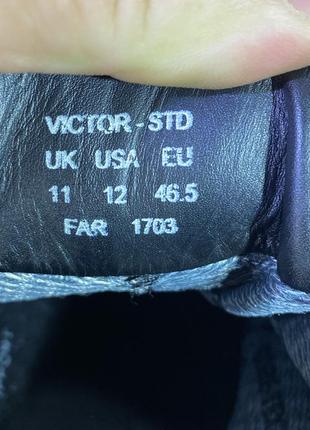 VICTOR-STD
UK USA EU
11 12 46.5
FAR 1703